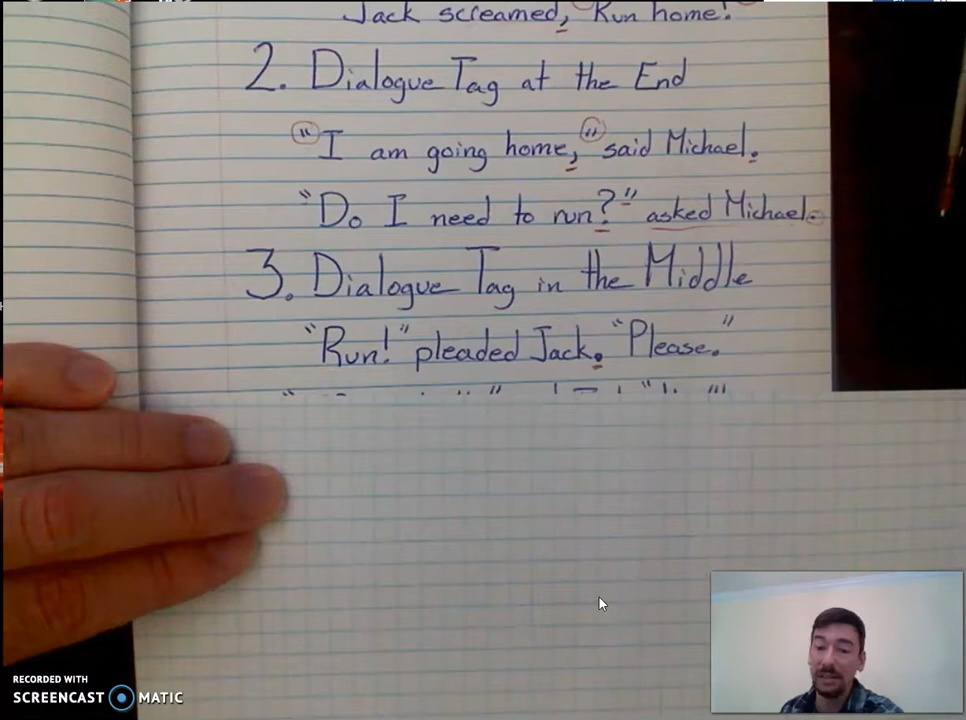 Jack screamed, "Run home!"
2. Dialogue Tag at the End
"I am going home," said Michael.
"Do I need to run?" asked Michael.
3. Dialogue Tag in the Middle
"Run!" pleaded Jack. "Please."
RECORDED WITH
SCREENCAST MATIC